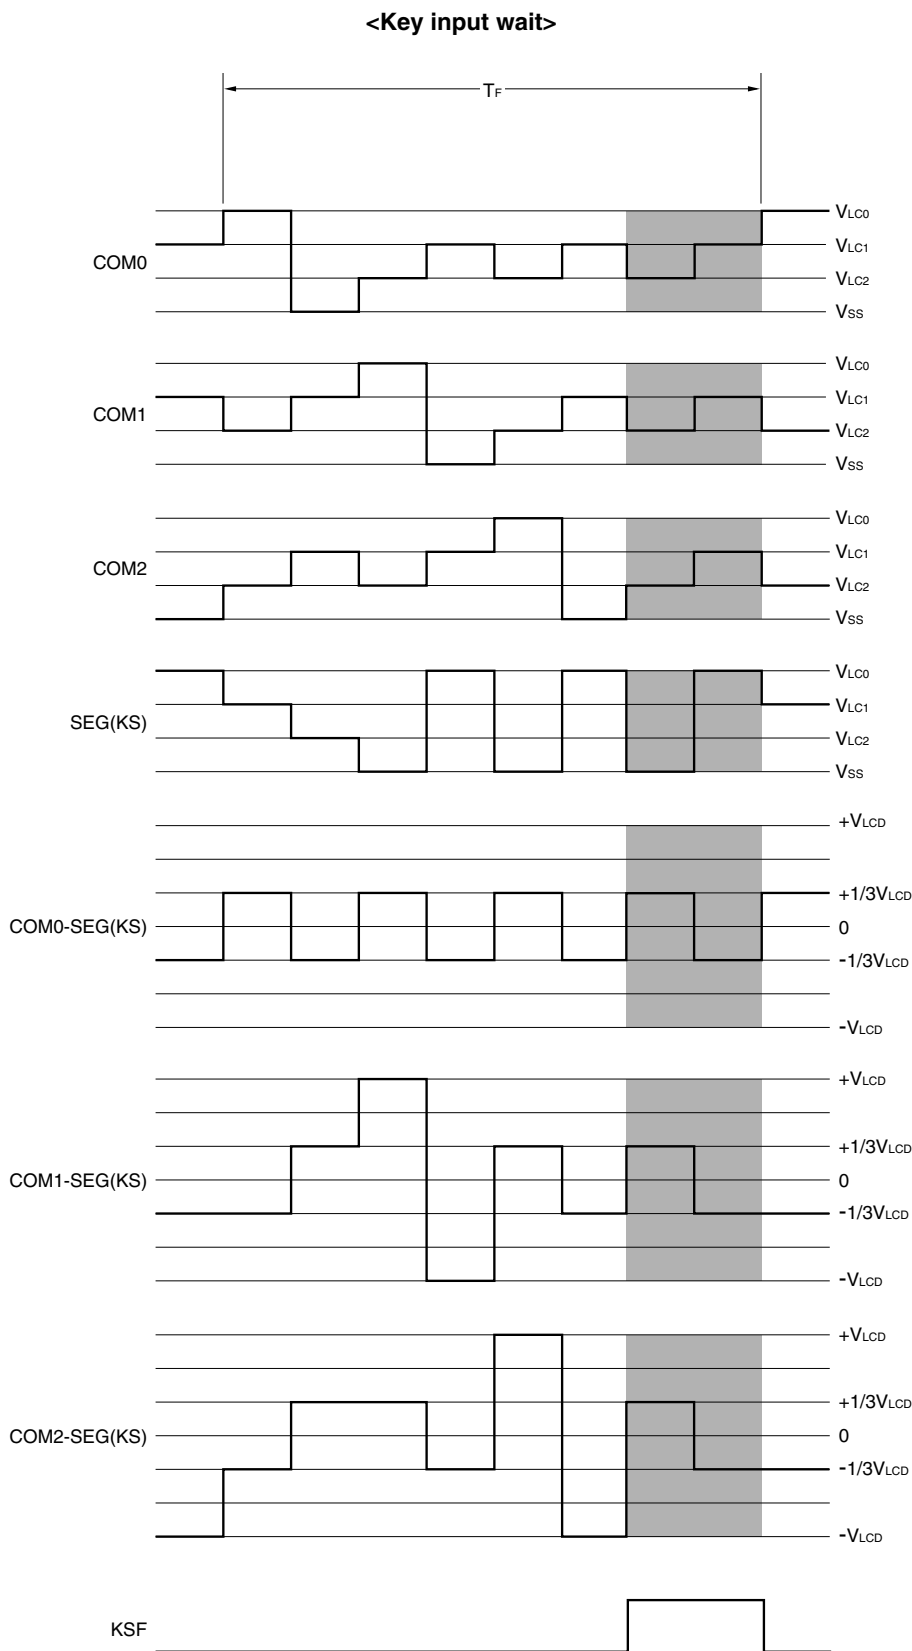 <Key input wait>
TF
VLC0
VLC1
COM0
VLC2
VSS
VLC0
VLC1
COM1
VLC2
VSS
VLC0
VLC1
COM2
VLC2
VSS
VLC0
VLC1
SEG(KS)
VLC2
VSS
+VLCD
+1/3VLCD
COM0-SEG(KS)
0
-1/3VLCD
-VLCD
+VLCD
+1/3VLCD
COM1-SEG(KS)
0
-1/3VLCD
-VLCD
+VLCD
+1/3VLCD
COM2-SEG(KS)
0
-1/3VLCD
-VLCD
KSF